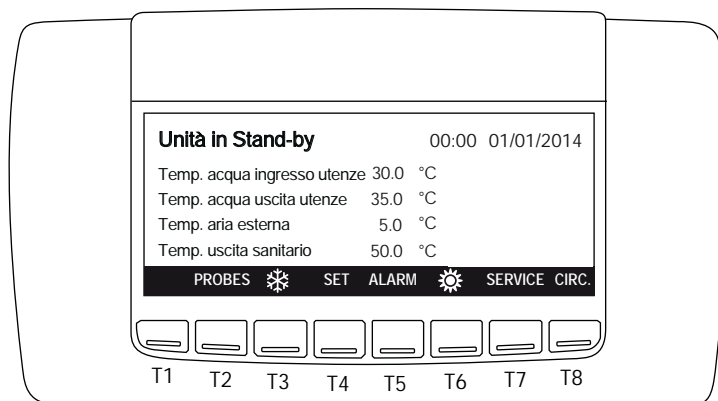 Unità in Stand-by 00:00 01/01/2014
Temp. acqua ingresso utenze 30.0 °C
Temp. acqua uscita utenze 35.0 °C
Temp. aria esterna 5.0 °C
Temp. uscita sanitario 50.0 °C
PROBES SET ALARM SERVICE CIRC.
T1 T2 T3 T4 T5 T6 T7 T8